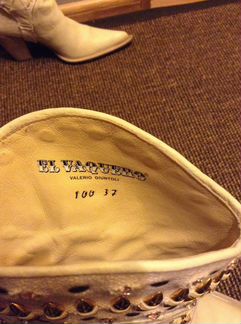 EL VAQUERO
VALERIO GIUNTOLI
100 37